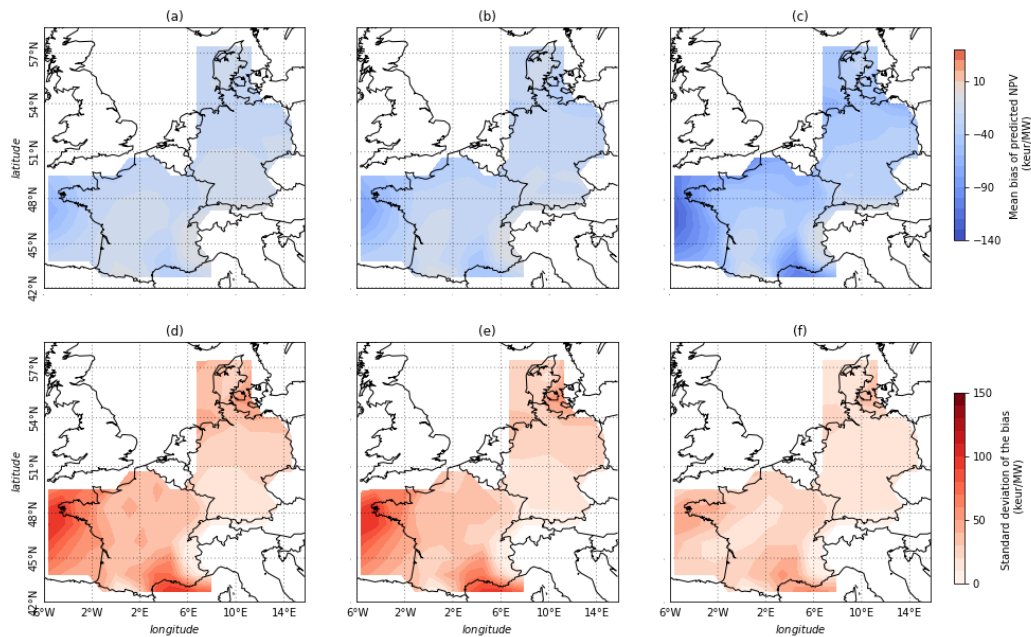 (a)
(b)
(c)
57°N
54°N
51°N
48°N
45°N
42°N
latitude
10
−40
−90
−140
Mean bias of predicted NPV
(keur/MW)
(d)
(e)
(f)
57°N
54°N
51°N
48°N
45°N
42°N
latitude
150
100
50
0
Standard deviation of the bias
(keur/MW)
6°W 2°W 2°E 6°E 10°E 14°E
6°W 2°W 2°E 6°E 10°E 14°E
6°W 2°W 2°E 6°E 10°E 14°E
longitude
longitude
longitude